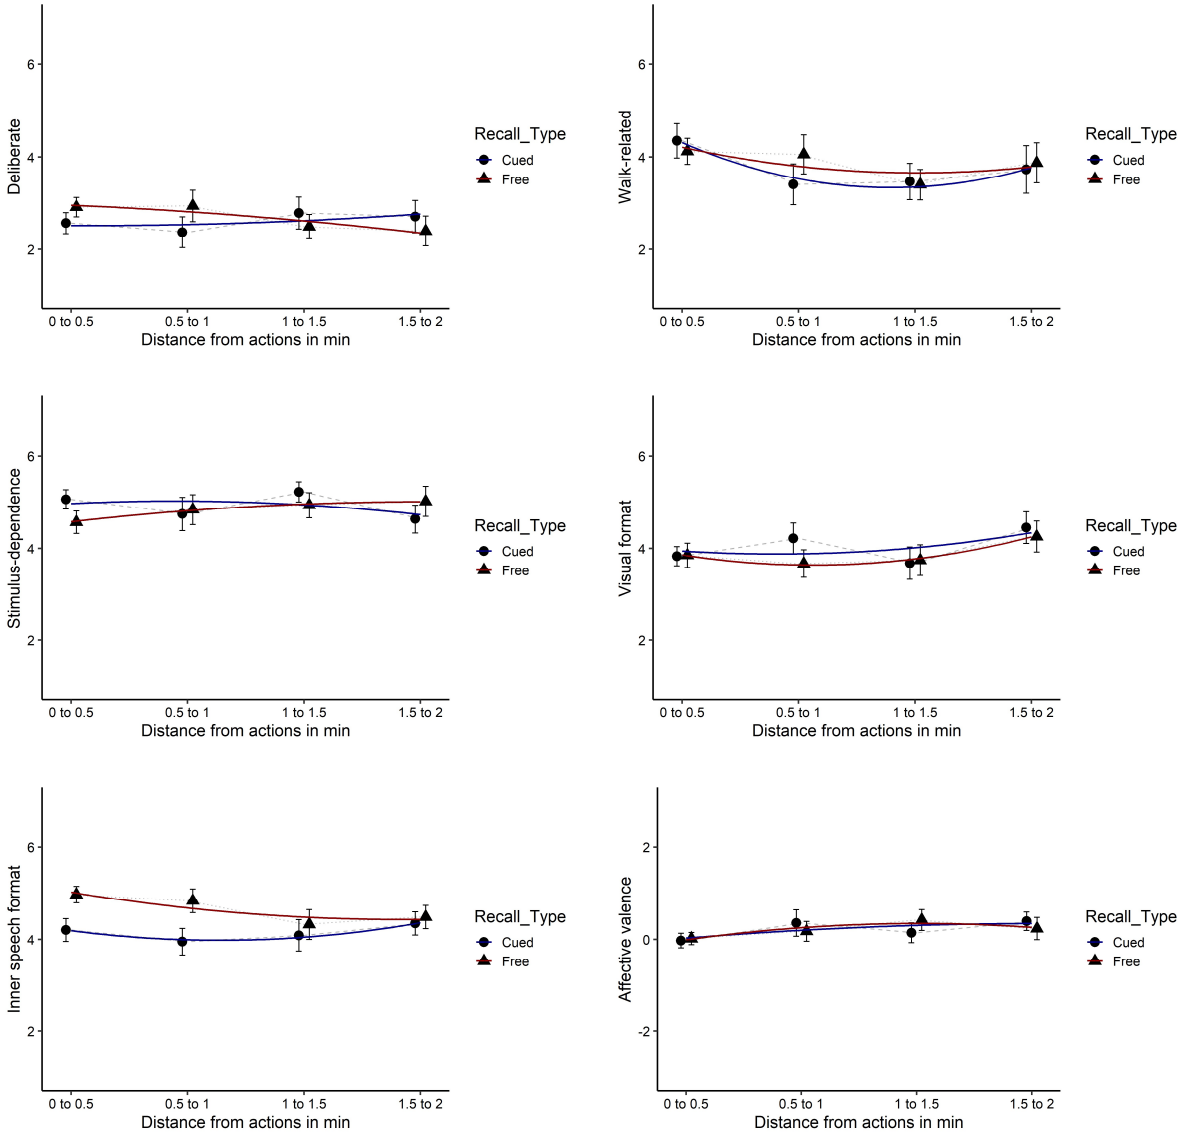 Deliberate
6
4
2
0 to 0.5
0.5 to 1
1 to 1.5
1.5 to 2
Distance from actions in min
Recall_Type
Cued
Free
Walk-related
6
4
2
0 to 0.5
0.5 to 1
1 to 1.5
1.5 to 2
Distance from actions in min
Recall_Type
Cued
Free
Stimulus-dependence
6
4
2
0 to 0.5
0.5 to 1
1 to 1.5
1.5 to 2
Distance from actions in min
Recall_Type
Cued
Free
Visual format
6
4
2
0 to 0.5
0.5 to 1
1 to 1.5
1.5 to 2
Distance from actions in min
Recall_Type
Cued
Free
Inner speech format
6
4
2
0 to 0.5
0.5 to 1
1 to 1.5
1.5 to 2
Distance from actions in min
Recall_Type
Cued
Free
Affective valence
2
0
-2
0 to 0.5
0.5 to 1
1 to 1.5
1.5 to 2
Distance from actions in min
Recall_Type
Cued
Free